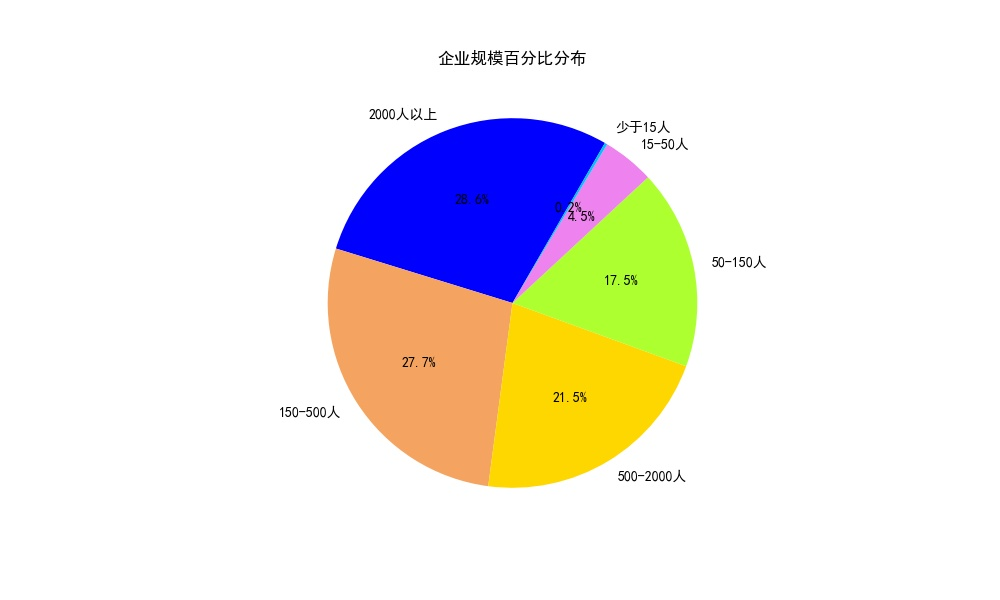 企业规模百分比分布
2000人以上
少于15人
15-50人
28.6%
0.2%
4.5%
50-150人
17.5%
27.7%
21.5%
150-500人
500-2000人